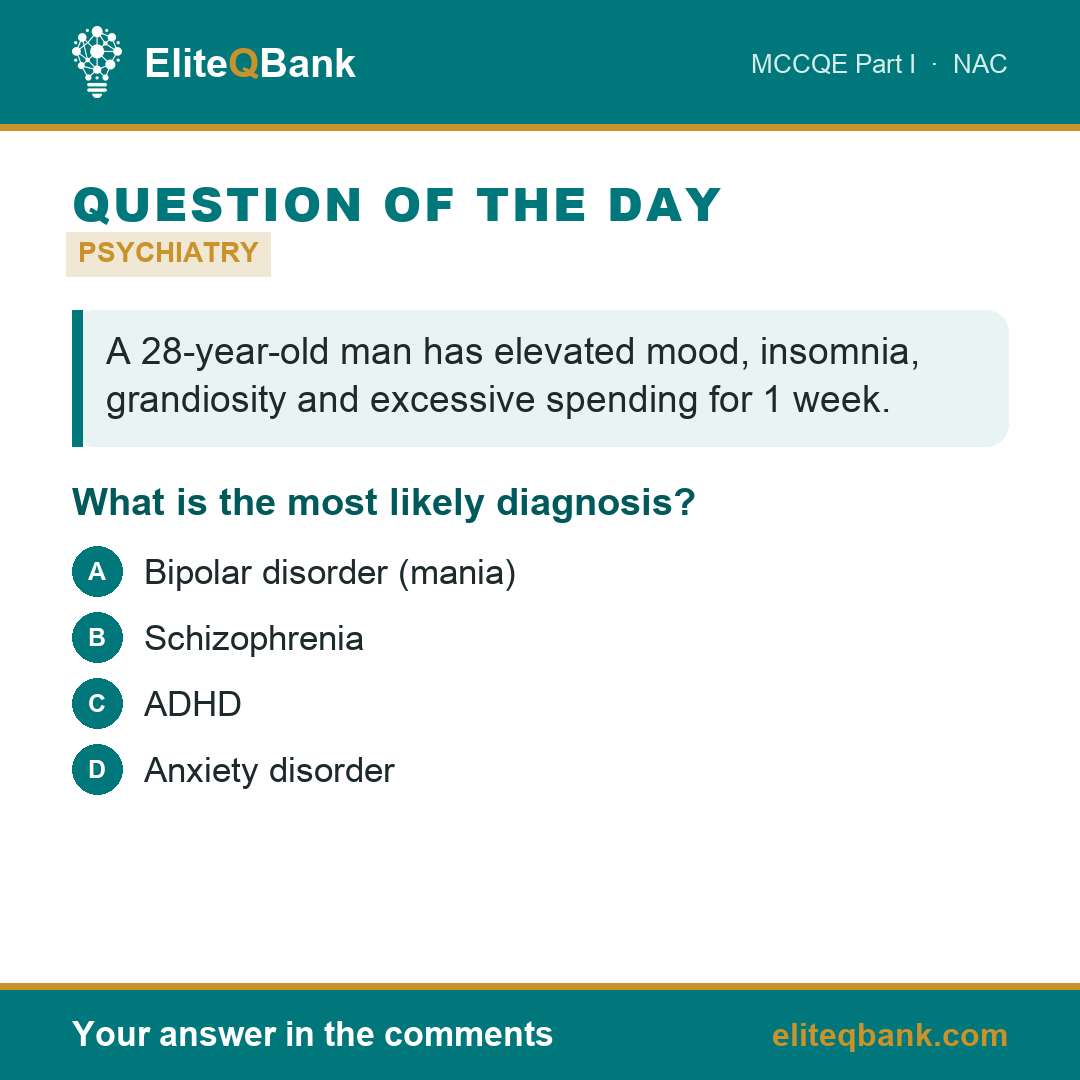 EliteQBank
MCCQE Part I · NAC
QUESTION OF THE DAY
PSYCHIATRY
A 28-year-old man has elevated mood, insomnia,
grandiosity and excessive spending for 1 week.
What is the most likely diagnosis?
A Bipolar disorder (mania)
B Schizophrenia
C ADHD
D Anxiety disorder
Your answer in the comments
eliteqbank.com